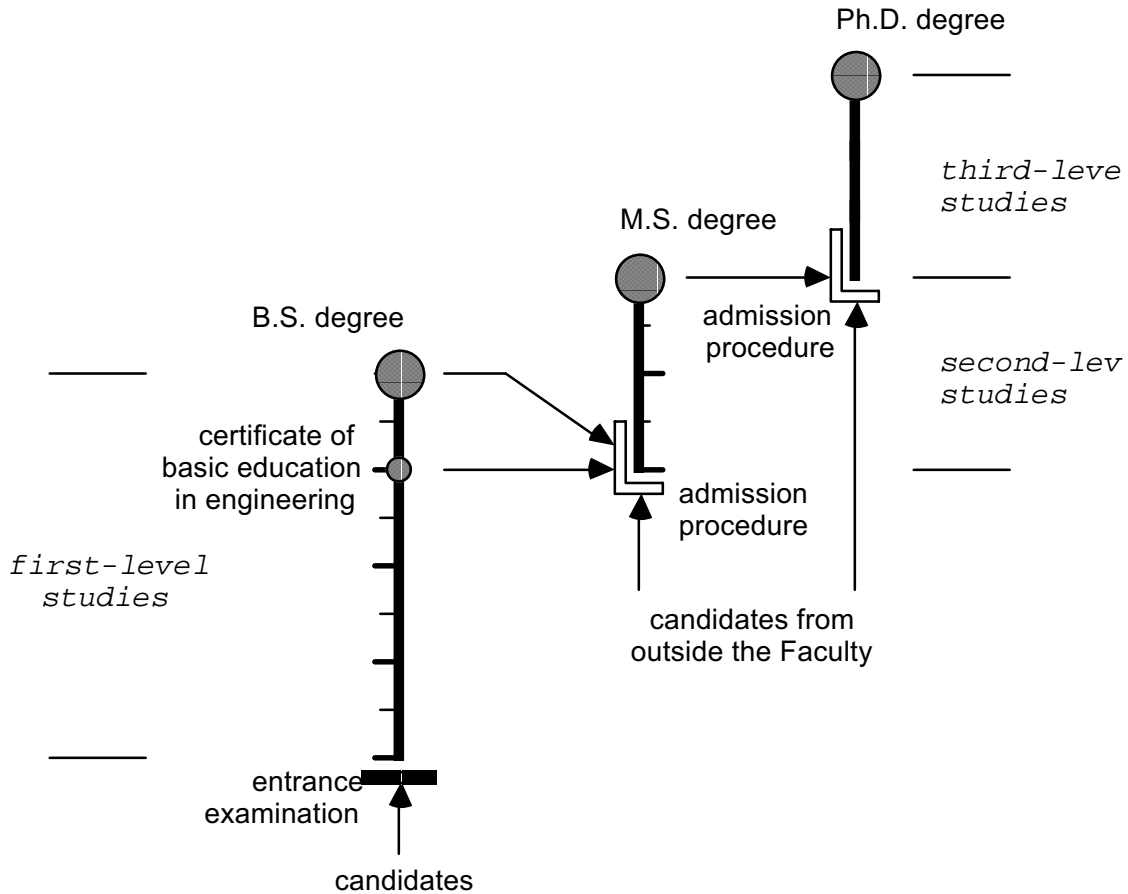 Ph.D. degree
third-leve
studies
M.S. degree
admission
procedure
B.S. degree
second-lev
studies
certificate of
basic education
in engineering
admission
procedure
first-level
studies
candidates from
outside the Faculty
entrance
examination
candidates